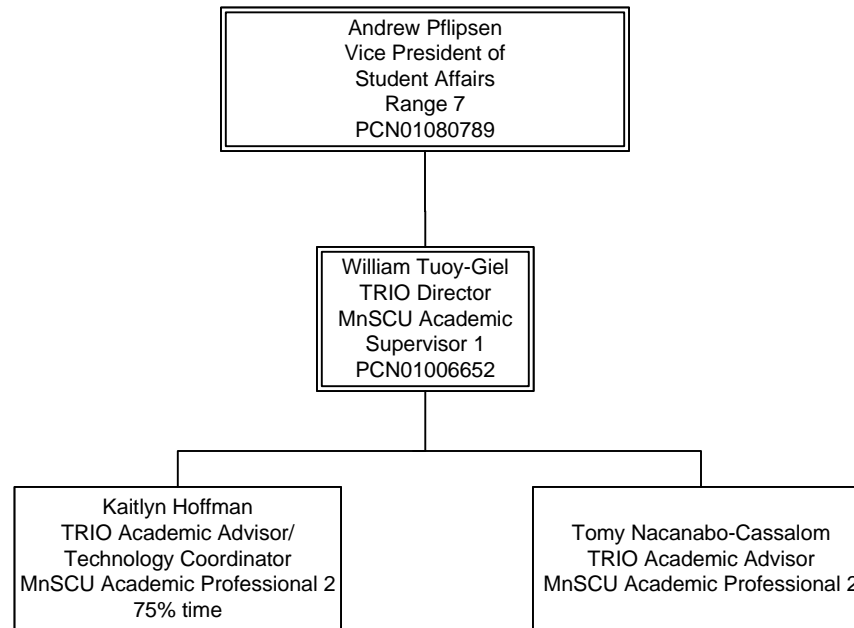 Andrew Pflipsen
Vice President of
Student Affairs
Range 7
PCN01080789
William Tuoy-Giel
TRIO Director
MnSCU Academic
Supervisor 1
PCN01006652
Kaitlyn Hoffman
TRIO Academic Advisor/
Technology Coordinator
MnSCU Academic Professional 2
75% time
Tomy Nacanabo-Cassalom
TRIO Academic Advisor
MnSCU Academic Professional 2